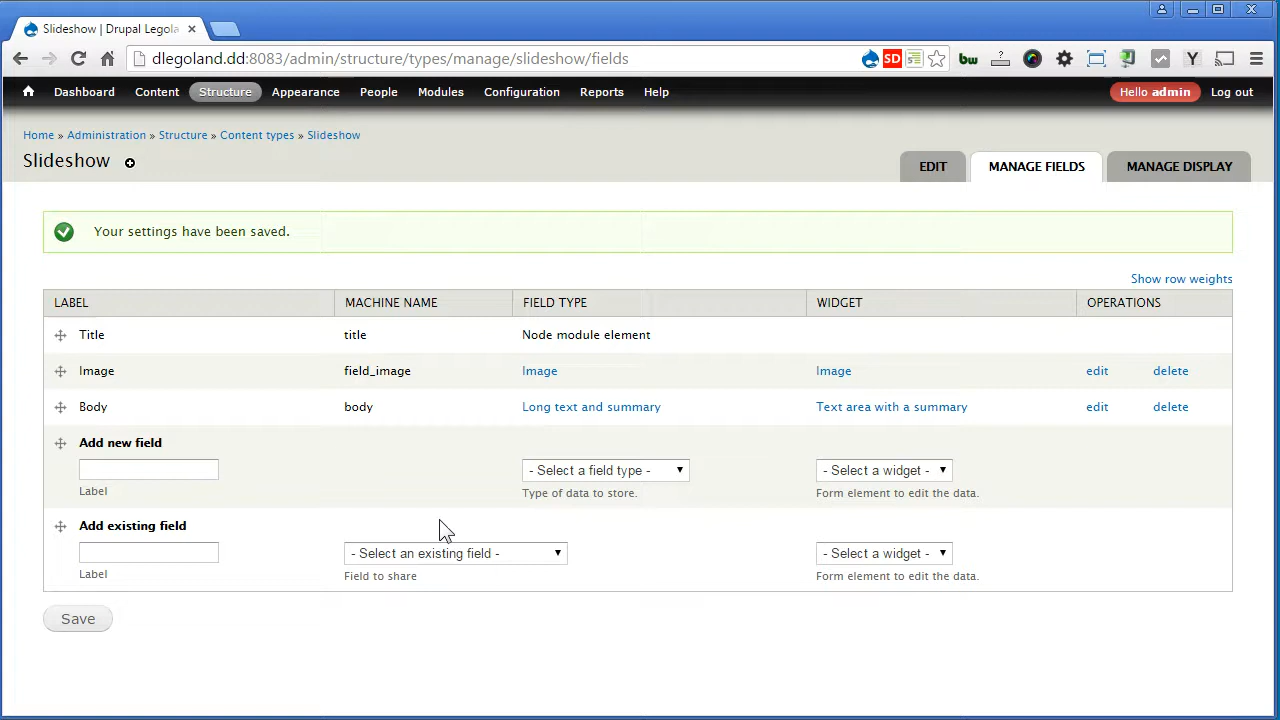 Slideshow | Drupal Legola
dlegoland.dd:8083/admin/structure/types/manage/slideshow/fields
SD
bw
Y
Dashboard Content Structure Appearance People Modules Configuration Reports Help Hello admin Log out
Home » Administration » Structure » Content types » Slideshow
Slideshow
EDIT MANAGE FIELDS MANAGE DISPLAY
Your settings have been saved.
Show row weights
LABEL MACHINE NAME FIELD TYPE WIDGET OPERATIONS
Title title Node module element
Image field_image Image Image edit delete
Body body Long text and summary Text area with a summary edit delete
Add new field
- Select a field type - - Select a widget -
Label Type of data to store. Form element to edit the data.
Add existing field
- Select an existing field - - Select a widget -
Label Field to share Form element to edit the data.
Save